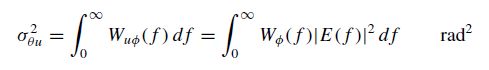 σ²_θu = ∫₀^∞ W_uϕ(f) df = ∫₀^∞ W_ϕ(f)|E(f)|² df rad²